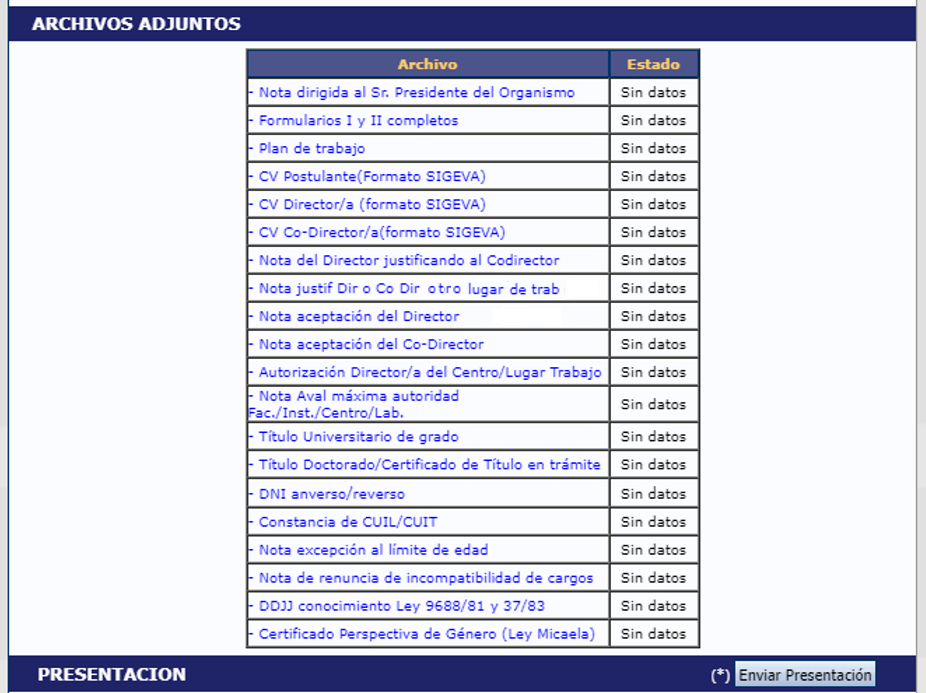 ARCHIVOS ADJUNTOS
Archivo Estado
- Nota dirigida al Sr. Presidente del Organismo Sin datos
- Formularios I y II completos Sin datos
- Plan de trabajo Sin datos
- CV Postulante(Formato SIGEVA) Sin datos
- CV Director/a (formato SIGEVA) Sin datos
- CV Co-Director/a(formato SIGEVA) Sin datos
- Nota del Director justificando al Codirector Sin datos
- Nota justif Dir o Co Dir otro lugar de trab Sin datos
- Nota aceptación del Director Sin datos
- Nota aceptación del Co-Director Sin datos
- Autorización Director/a del Centro/Lugar Trabajo Sin datos
- Nota Aval máxima autoridad
Fac./Inst./Centro/Lab. Sin datos
- Título Universitario de grado Sin datos
- Título Doctorado/Certificado de Título en trámite Sin datos
- DNI anverso/reverso Sin datos
- Constancia de CUIL/CUIT Sin datos
- Nota excepción al límite de edad Sin datos
- Nota de renuncia de incompatibilidad de cargos Sin datos
- DDJJ conocimiento Ley 9688/81 y 37/83 Sin datos
- Certificado Perspectiva de Género (Ley Micaela) Sin datos
PRESENTACION (*) Enviar Presentación